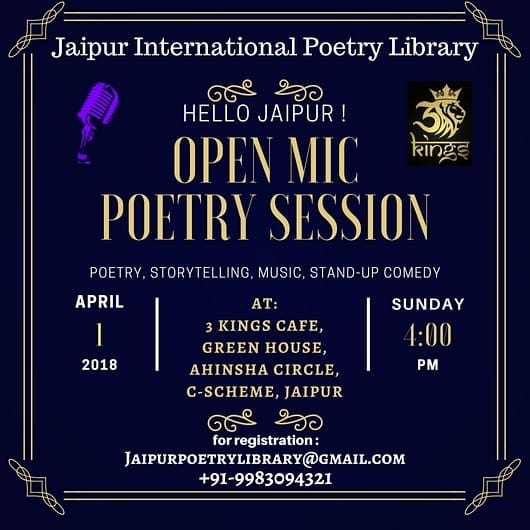 Jaipur International Poetry Library
HELLO JAIPUR !
3 kings
OPEN MIC
POETRY SESSION
POETRY, STORYTELLING, MUSIC, STAND-UP COMEDY
APRIL
1
2018
AT:
3 KINGS CAFE,
GREEN HOUSE,
AHINSHA CIRCLE,
C-SCHEME, JAIPUR
SUNDAY
4:00
PM
for registration :
JAIPURPOETRYLIBRARY@GMAIL.COM
+91-9983094321